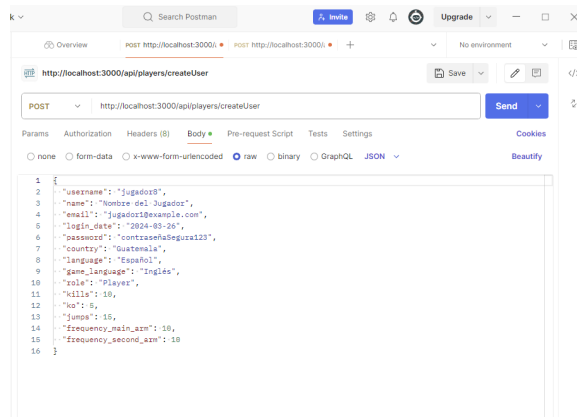 k
Search Postman
Invite
Upgrade
Overview
POST http://localhost:3000/
POST http://localhost:3000/
No environment
HTTP http://localhost:3000/api/players/createUser
Save
POST http://localhost:3000/api/players/createUser
Send
Params Authorization Headers (8) Body Pre-request Script Tests Settings Cookies
none form-data x-www-form-urlencoded raw binary GraphQL JSON Beautify
1 {
2 "username": "jugador8",
3 "name": "Nombre del Jugador",
4 "email": "jugador1@example.com",
5 "login_date": "2024-03-26",
6 "password": "contraseñaSegura123",
7 "country": "Guatemala",
8 "language": "Español",
9 "game_language": "Inglés",
10 "role": "Player",
11 "kills": 10,
12 "ko": 5,
13 "jumps": 15,
14 "frequency_main_arm": 10,
15 "frequency_second_arm": 10
16 }